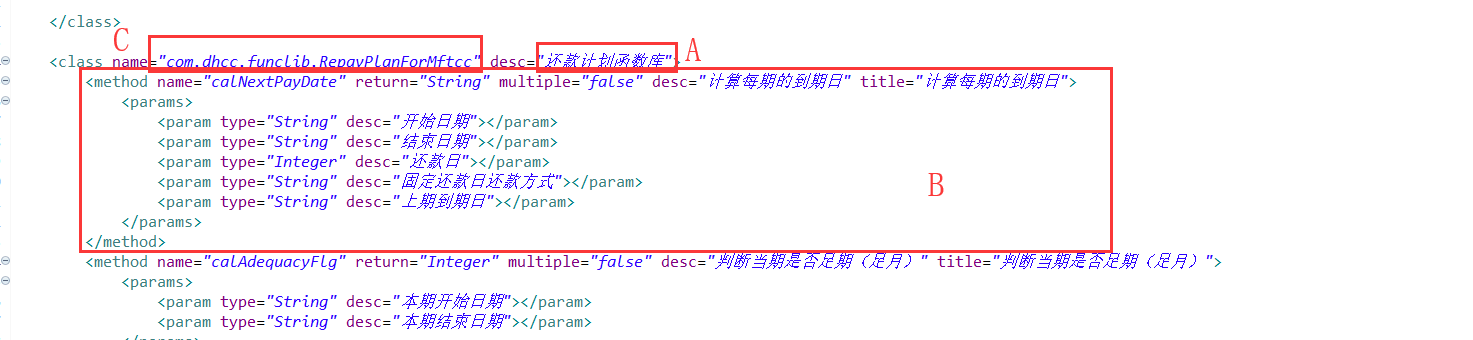 </class>
C
<class name="com.dhcc.funclib.RepayPlanForMftcc" desc="还款计划函数库">
A
<method name="calNextPayDate" return="String" multiple="false" desc="计算每期的到期日" title="计算每期的到期日">
<params>
<param type="String" desc="开始日期"></param>
<param type="String" desc="结束日期"></param>
<param type="Integer" desc="还款日"></param>
<param type="String" desc="固定还款日还款方式"></param>
B
<param type="String" desc="上期到期日"></param>
</params>
</method>
<method name="calAdequacyFlg" return="Integer" multiple="false" desc="判断当期是否足期（足月）" title="判断当期是否足期（足月）">
<params>
<param type="String" desc="本期开始日期"></param>
<param type="String" desc="本期结束日期"></param>
</params>